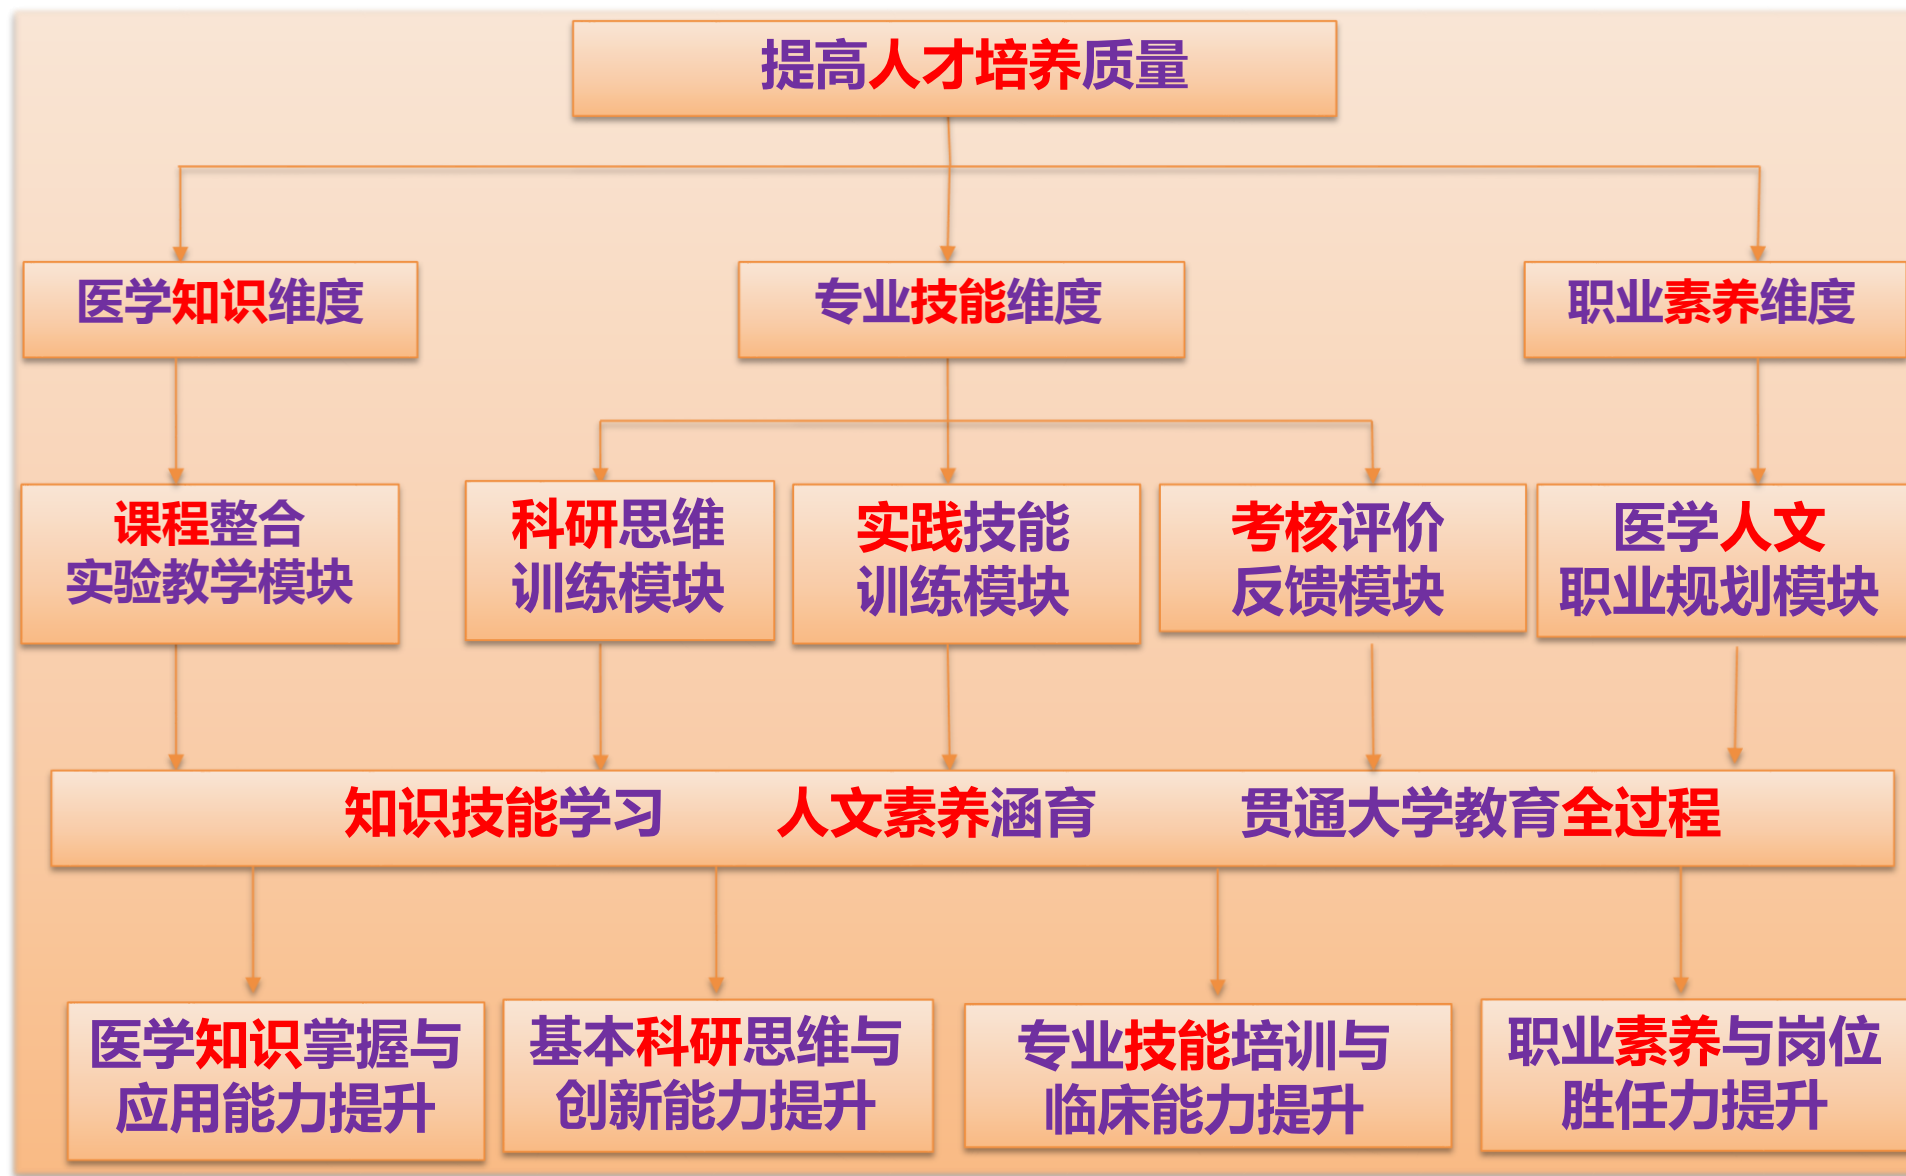 提高人才培养质量
医学知识维度
专业技能维度
职业素养维度
课程整合
实验教学模块
科研思维
训练模块
实践技能
训练模块
考核评价
反馈模块
医学人文
职业规划模块
知识技能学习 人文素养涵育 贯通大学教育全过程
医学知识掌握与
应用能力提升
基本科研思维与
创新能力提升
专业技能培训与
临床能力提升
职业素养与岗位
胜任力提升